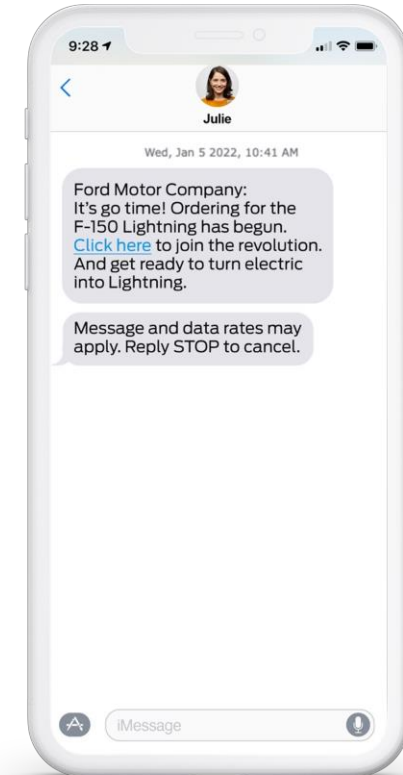 9:28
Julie
Wed, Jan 5 2022, 10:41 AM
Ford Motor Company:
It's go time! Ordering for the
F-150 Lightning has begun.
Click here to join the revolution.
And get ready to turn electric
into Lightning.
Message and data rates may
apply. Reply STOP to cancel.
iMessage